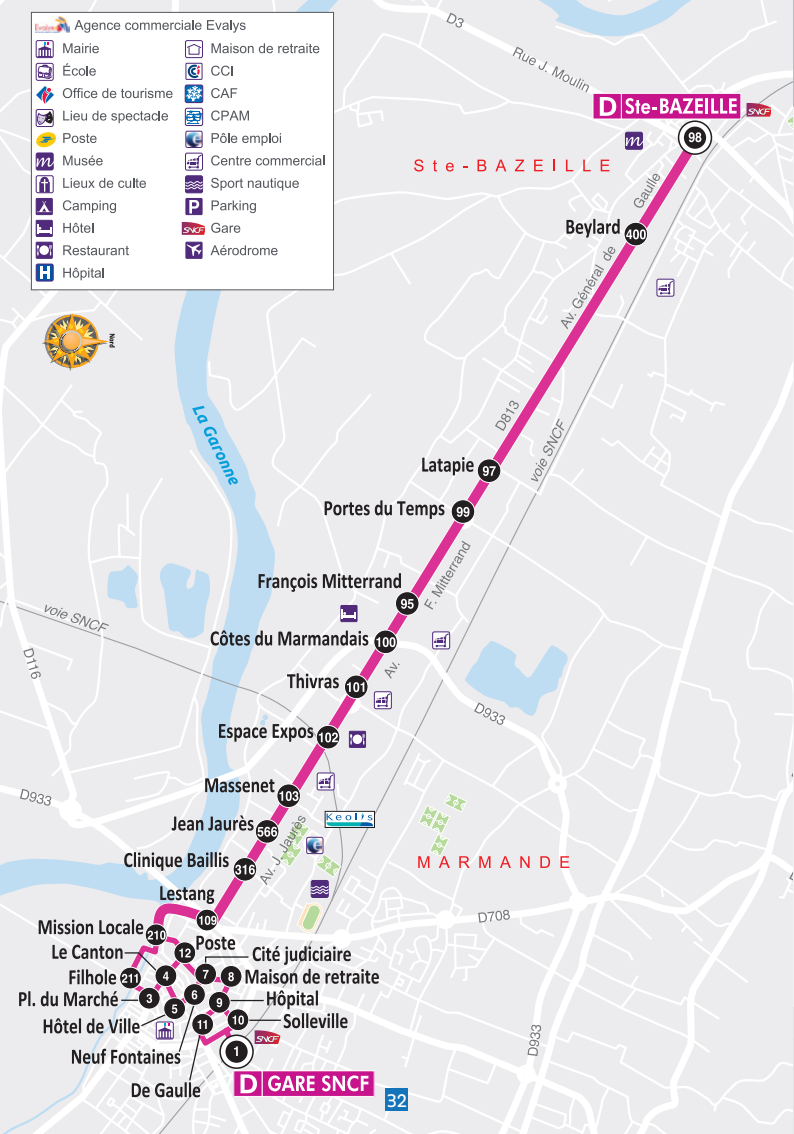 Evalys Agence commerciale Evalys
Mairie
École
Office de tourisme
Lieu de spectacle
Poste
m Musée
Lieux de culte
Camping
Hôtel
Restaurant
H Hôpital
Maison de retraite
CCI
CAF
CPAM
Pôle emploi
Centre commercial
Sport nautique
P Parking
SNCF Gare
Aérodrome
Nord
D3
Rue J. Moulin
D Ste-BAZEILLE
SNCF
98
m
Ste-BAZEILLE
Beylard
400
Av. Général de Gaulle
La Garonne
D813
voie SNCF
Latapie
97
Portes du Temps
99
François Mitterrand
95
Av. F. Mitterrand
voie SNCF
Côtes du Marmandais
100
D116
Thivras
101
D933
Espace Expos
102
Massenet
103
D933
Keolis
Jean Jaurès
566
Av. J. Jaurès
Clinique Baillis
316
MARMANDE
Lestang
109
D708
Mission Locale
210
Poste
12
Le Canton
4
Cité judiciaire
7
Filhole
211
Maison de retraite
8
Pl. du Marché
3
6
9
Hôpital
Hôtel de Ville
5
11
10
Solleville
SNCF
D933
Neuf Fontaines
1
De Gaulle
D GARE SNCF
32